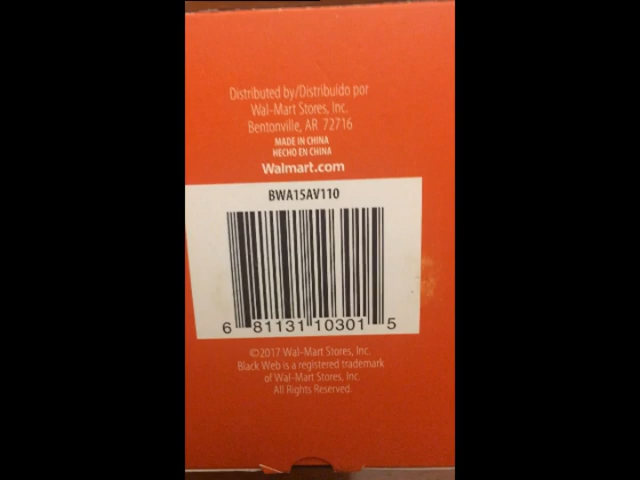 Distributed by/Distribuido por
Wal-Mart Stores, Inc.
Bentonville, AR 72716
MADE IN CHINA
HECHO EN CHINA
Walmart.com
BWA15AV110
6 81131 10301 5
©2017 Wal-Mart Stores, Inc.
Black Web is a registered trademark
of Wal-Mart Stores, Inc.
All Rights Reserved.